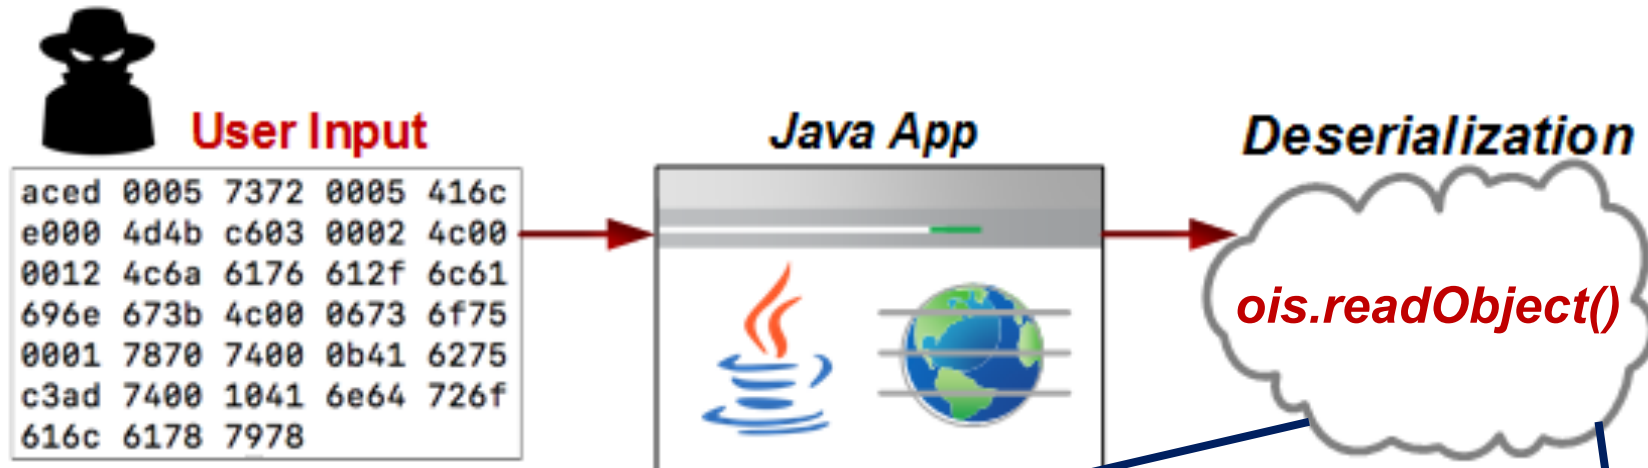 User Input
aced 0005 7372 0005 416c
e000 4d4b c603 0002 4c00
0012 4c6a 6176 612f 6c61
696e 673b 4c00 0673 6f75
0001 7870 7400 0b41 6275
c3ad 7400 1041 6e64 726f
616c 6178 7978
Java App
Deserialization
ois.readObject()